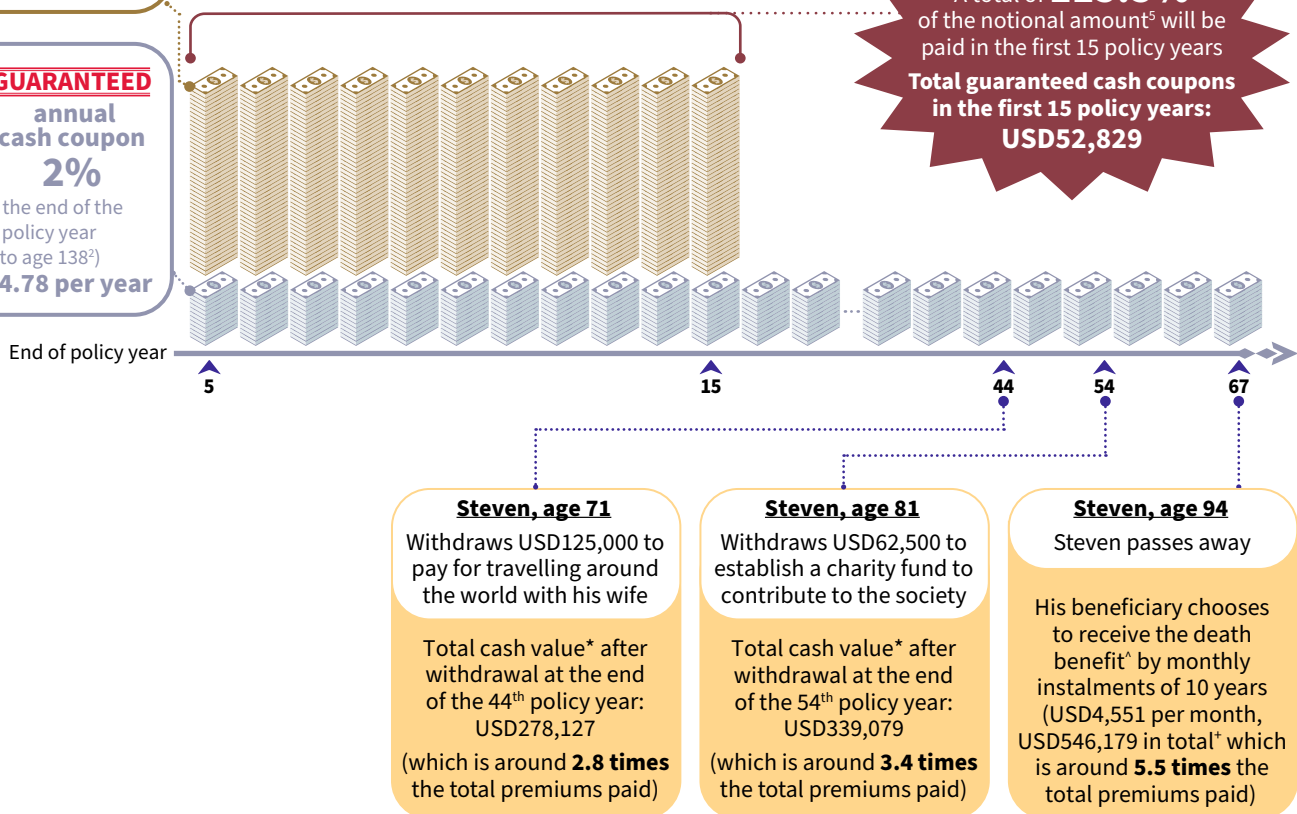 GUARANTEED
annual
cash coupon
2%
the end of the
policy year
to age 138²)
4.78 per year
of the notional amount⁵ will be
paid in the first 15 policy years
Total guaranteed cash coupons
in the first 15 policy years:
USD52,829
End of policy year
5
15
44
54
67
Steven, age 71
Withdraws USD125,000 to
pay for travelling around
the world with his wife
Total cash value* after
withdrawal at the end
of the 44th policy year:
USD278,127
(which is around 2.8 times
the total premiums paid)
Steven, age 81
Withdraws USD62,500 to
establish a charity fund to
contribute to the society
Total cash value* after
withdrawal at the end
of the 54th policy year:
USD339,079
(which is around 3.4 times
the total premiums paid)
Steven, age 94
Steven passes away
His beneficiary chooses
to receive the death
benefit^ by monthly
instalments of 10 years
(USD4,551 per month,
USD546,179 in total+ which
is around 5.5 times the
total premiums paid)